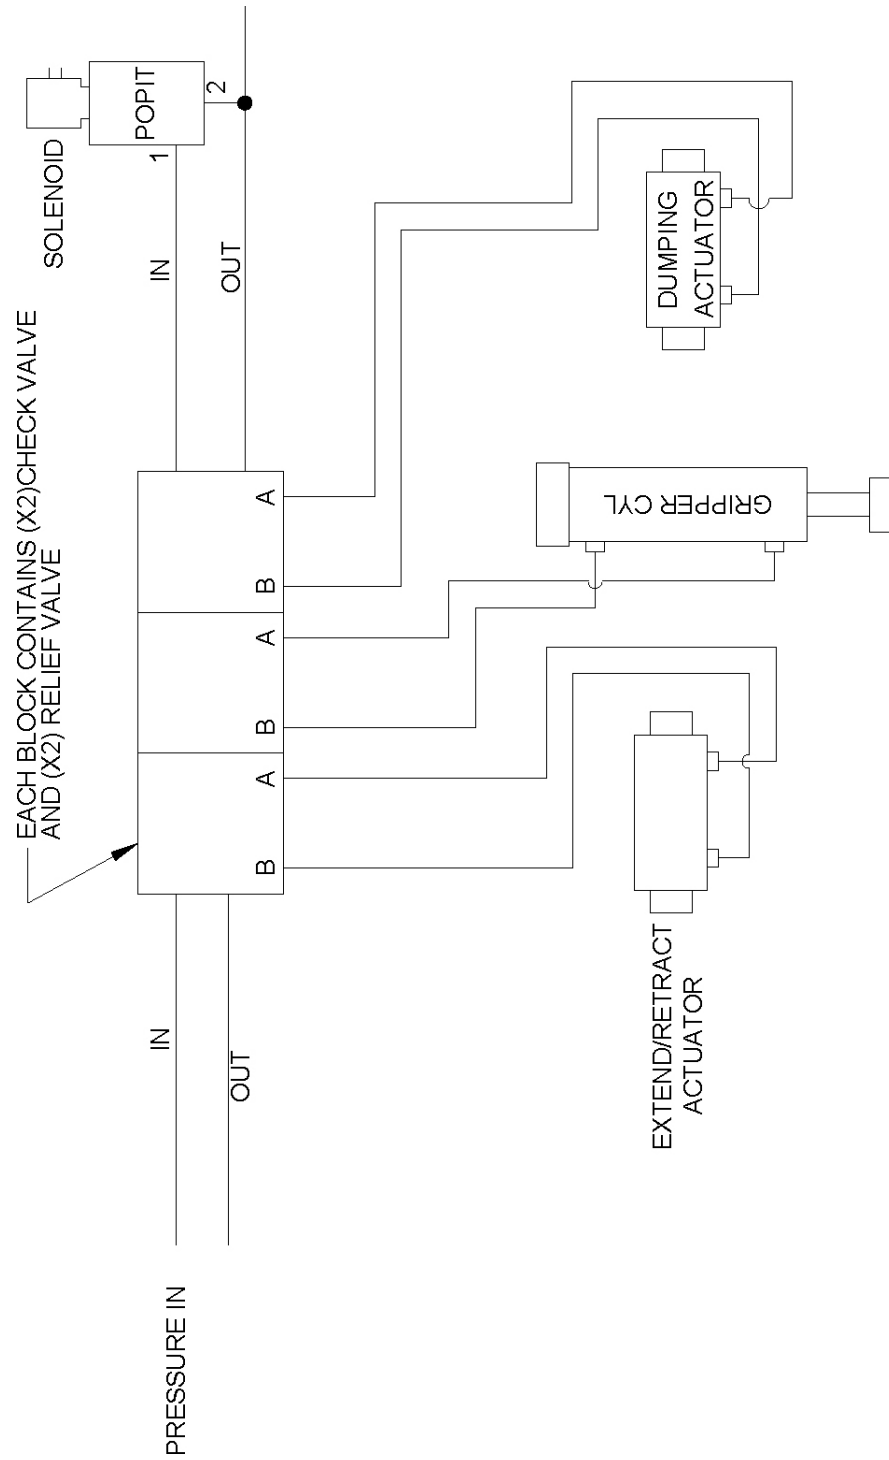 PRESSURE IN
IN
OUT
EACH BLOCK CONTAINS (X2)CHECK VALVE
AND (X2) RELIEF VALVE
B
A
B
A
B
A
IN
OUT
SOLENOID
1
POPIT
2
EXTEND/RETRACT
ACTUATOR
GRIPPER CYL
DUMPING
ACTUATOR